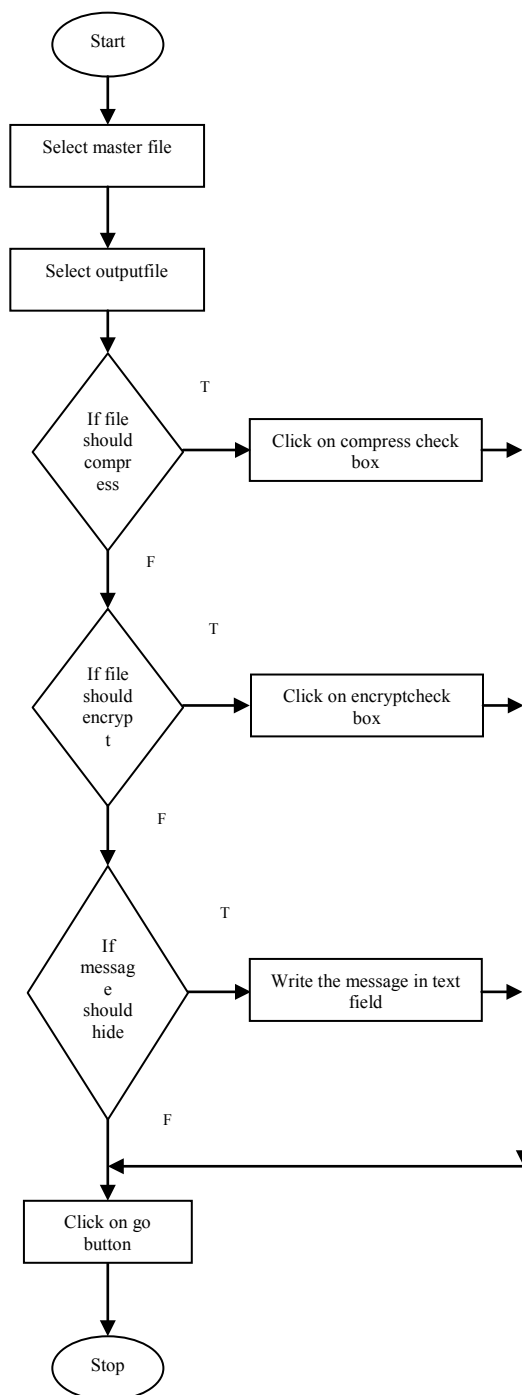 Start
Select master file
Select outputfile
T
If file
should
compr
ess
Click on compress check
box
F
T
If file
should
encryp
t
Click on encryptcheck
box
F
T
If
messag
e
should
hide
Write the message in text
field
F
Click on go
button
Stop